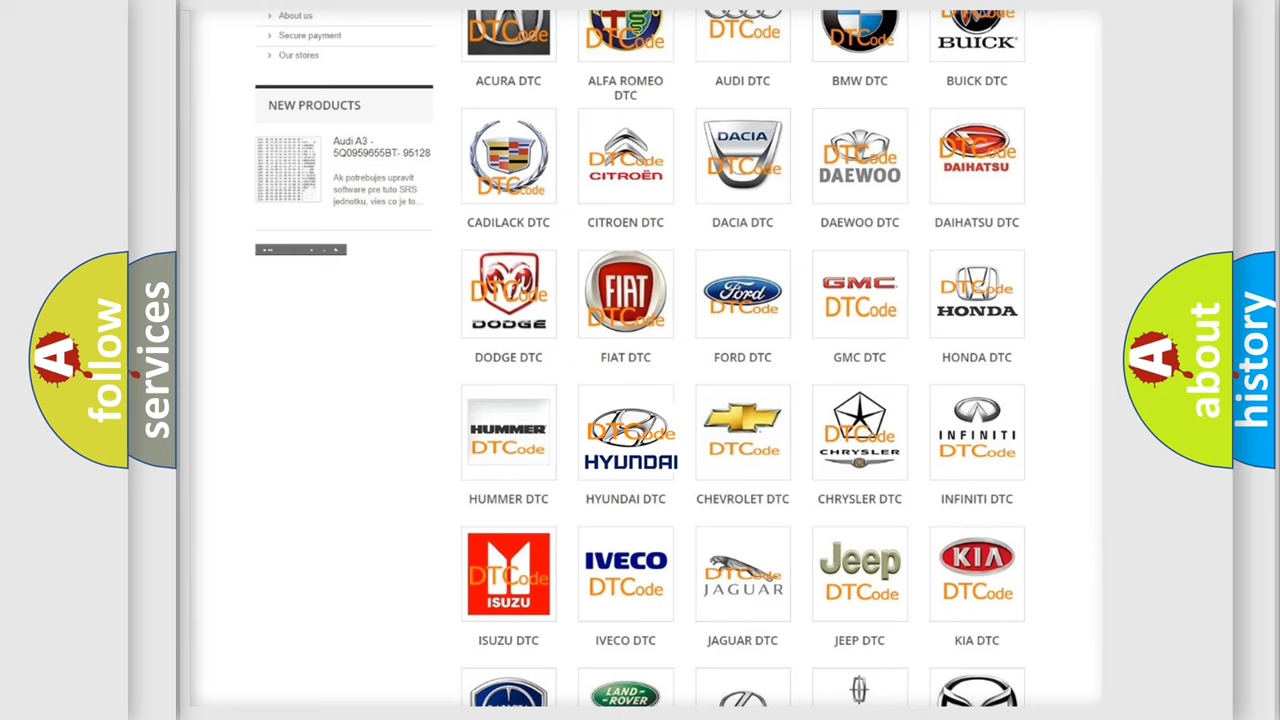 About us
Secure payment
Our stores
NEW PRODUCTS
Audi A3 -
5Q0959655BT- 95128
Ak potrebujes upravit
software pre tuto SRS
jednotku, vies co je to...
DTCode
DTCode
DTCode
DTCode
BUICK
ACURA DTC
ALFA ROMEO
DTC
AUDI DTC
BMW DTC
BUICK DTC
DTCode
DTCode
CITROËN
DACIA
DTCode
DTCode
DAEWOO
DTCode
DAIHATSU
CADILACK DTC
CITROEN DTC
DACIA DTC
DAEWOO DTC
DAIHATSU DTC
DTCode
DODGE
FIAT
DTCode
Ford
DTCode
GMC
DTCode
DTCode
HONDA
DODGE DTC
FIAT DTC
FORD DTC
GMC DTC
HONDA DTC
HUMMER
DTCode
DTCode
HYUNDAI
DTCode
DTCode
CHRYSLER
INFINITI
DTCode
HUMMER DTC
HYUNDAI DTC
CHEVROLET DTC
CHRYSLER DTC
INFINITI DTC
DTCode
ISUZU
IVECO
DTCode
DTCode
JAGUAR
Jeep
DTCode
KIA
DTCode
ISUZU DTC
IVECO DTC
JAGUAR DTC
JEEP DTC
KIA DTC
LAND-
ROVER
A
follow
services
A
about
history